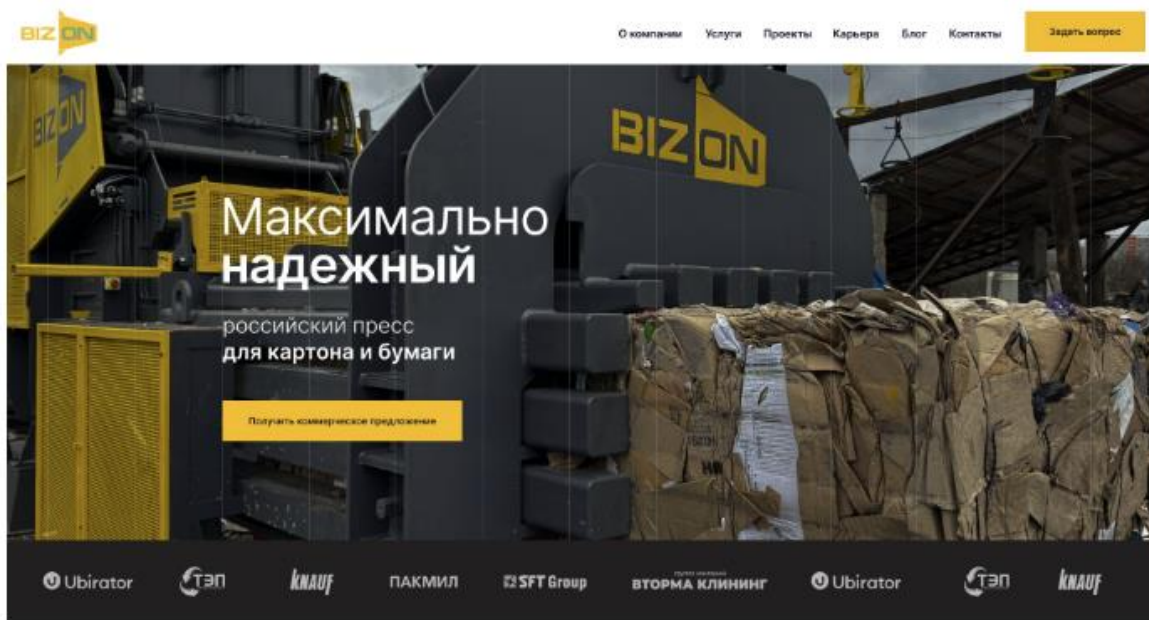 BIZON
О компании Услуги Проекты Карьера Блог Контакты Задать вопрос
BIZON
BIZON
Максимально
надежный
российский пресс
для картона и бумаги
Получить коммерческое предложение
Ubirator ТЭП KNAUF ПАКМИЛ SFT Group ВТОРМА КЛИНИНГ Ubirator ТЭП KNAUF